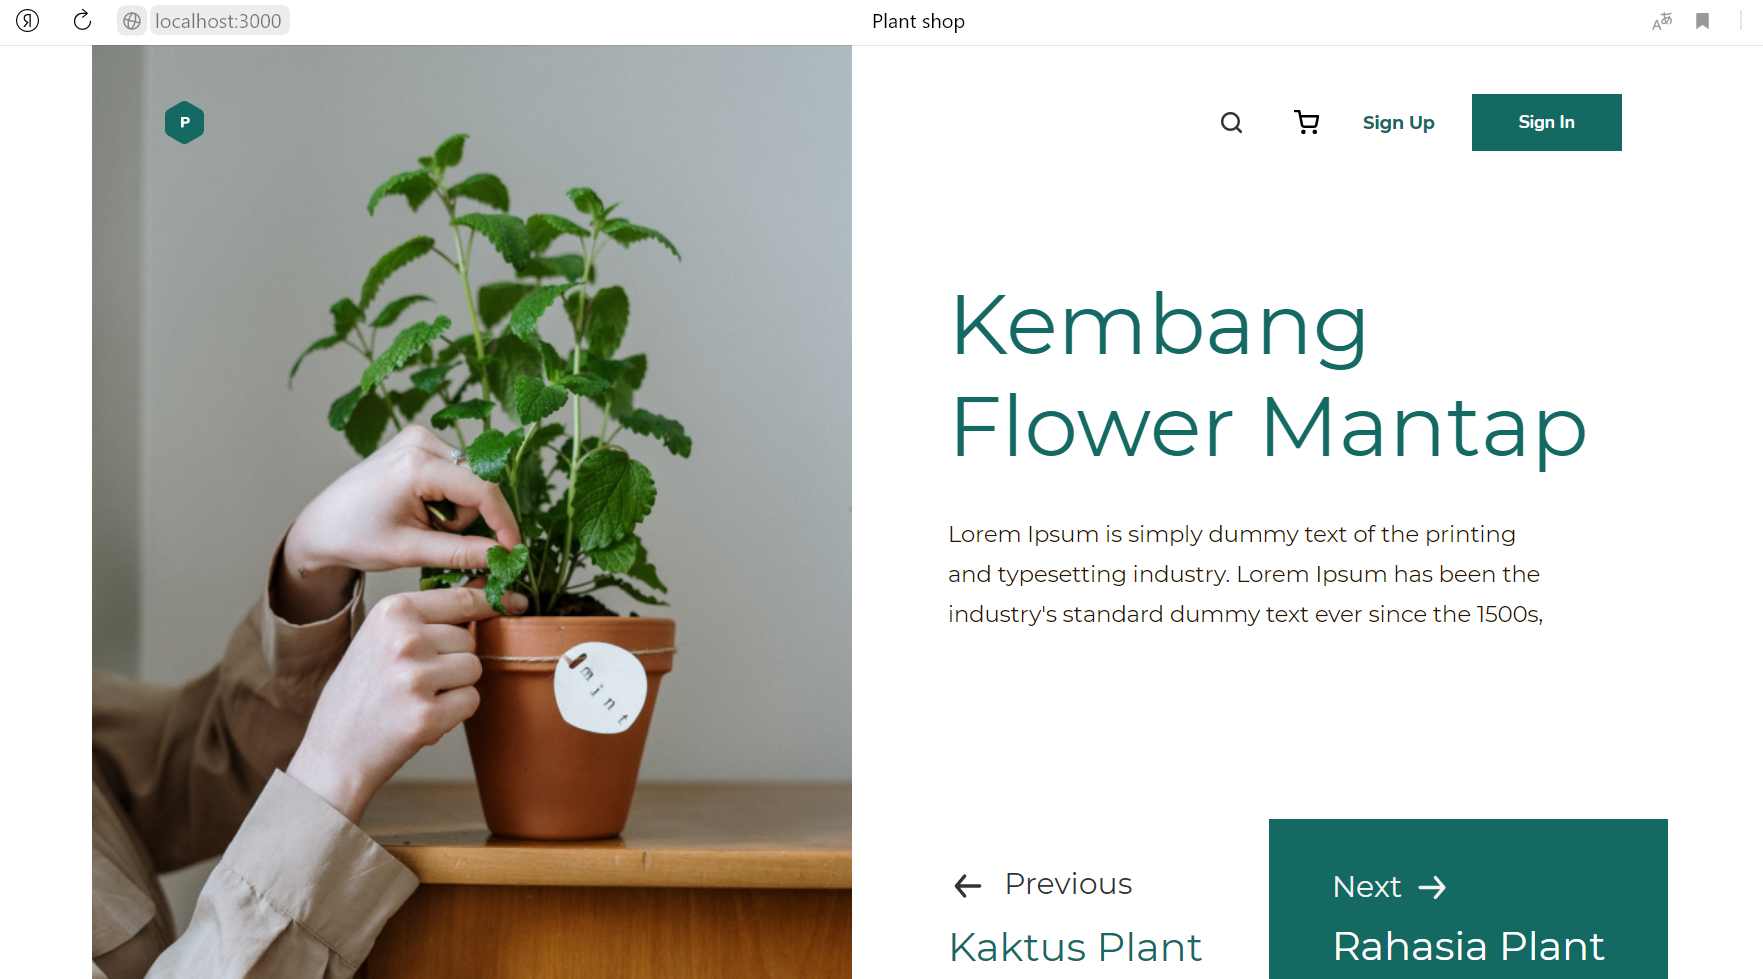 Я localhost:3000 Plant shop Aあ
P
Sign Up Sign In
Kembang
Flower Mantap
Lorem Ipsum is simply dummy text of the printing
and typesetting industry. Lorem Ipsum has been the
industry's standard dummy text ever since the 1500s,
mint
Previous
Kaktus Plant
Next
Rahasia Plant